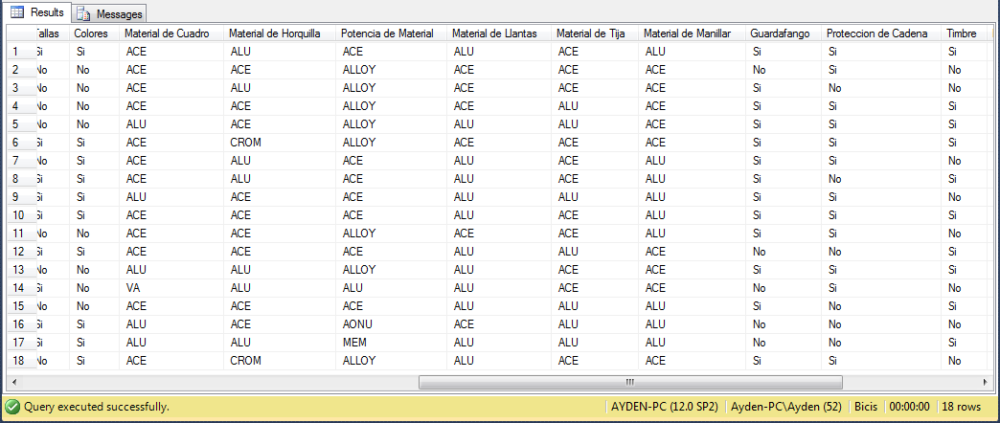 Results Messages
Tallas Colores Material de Cuadro Material de Horquilla Potencia de Material Material de Llantas Material de Tija Material de Manillar Guardafango Proteccion de Cadena Timbre
1 Si Si ACE ALU ACE ALU ACE ALU Si Si Si
2 No No ACE ACE ALLOY ACE ACE ACE No Si No
3 No No ACE ALU ALLOY ACE ACE ACE Si No No
4 No No ACE ACE ALLOY ACE ALU ACE Si Si Si
5 No No ALU ACE ALLOY ALU ALU ACE Si Si Si
6 Si Si ACE CROM ALLOY ACE ACE ACE Si Si Si
7 No Si ACE ALU ACE ALU ACE ALU Si Si No
8 Si Si ACE ALU ACE ALU ACE ACE Si No Si
9 Si Si ALU ACE ACE ALU ALU ALU Si Si No
10 Si Si ACE ACE ACE ALU ACE ACE Si Si Si
11 No No ACE ACE ALLOY ACE ACE ALU Si Si No
12 Si Si ACE ACE ACE ALU ALU ACE No No Si
13 No No ALU ALU ALLOY ALU ACE ACE Si Si Si
14 Si No VA ALU ALU ALU ACE ACE No Si No
15 No No ACE ACE ACE ALU ALU ALU Si No Si
16 Si Si ALU ACE AONU ACE ALU ALU No No No
17 Si Si ALU ALU MEM ALU ALU ALU No No Si
18 No Si ACE CROM ALLOY ALU ACE ACE Si Si No
Query executed successfully. AYDEN-PC (12.0 SP2) Ayden-PC\Ayden (52) Bicis 00:00:00 18 rows